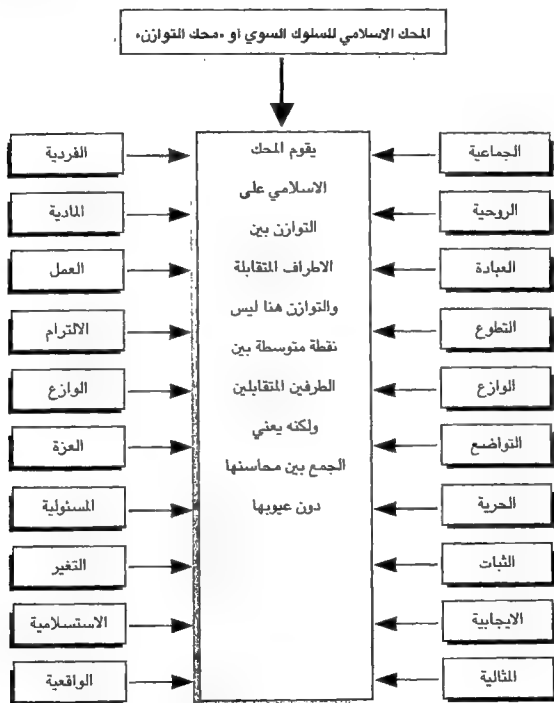 المحك الاسلامي للسلوك السوي أو «محك التوازن»
يقوم المحك
الاسلامي على
التوازن بين
الاطراف المتقابلة
والتوازن هنا ليس
نقطة متوسطة بين
الطرفين المتقابلين
ولكنه يعني
الجمع بين محاسنها
دون عيوبها
الجماعية
الروحية
العبادة
التطوع
الوازع
التواضع
الحرية
الثبات
الايجابية
المثالية
الفردية
المادية
العمل
الالتزام
الوازع
العزة
المسئولية
التغير
الاستسلامية
الواقعية